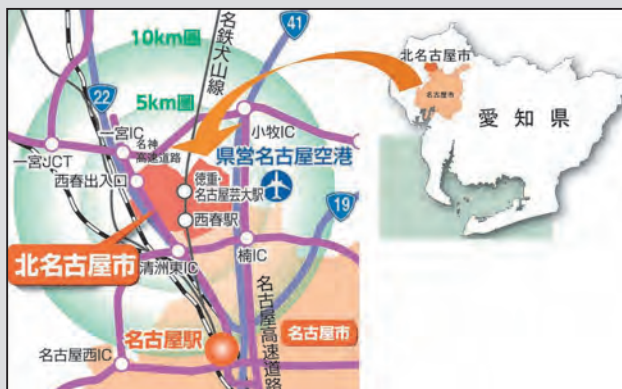 10km圏
5km圏
名鉄犬山線
41
22
一宮IC
名神
高速道路
小牧IC
一宮JCT
県営名古屋空港
西春出入口
徳重・
名古屋芸大駅
西春駅
19
北名古屋市
清洲東IC
楠IC
名古屋高速道路
名古屋駅
名古屋市
名古屋西IC
北名古屋市
名古屋市
愛知県